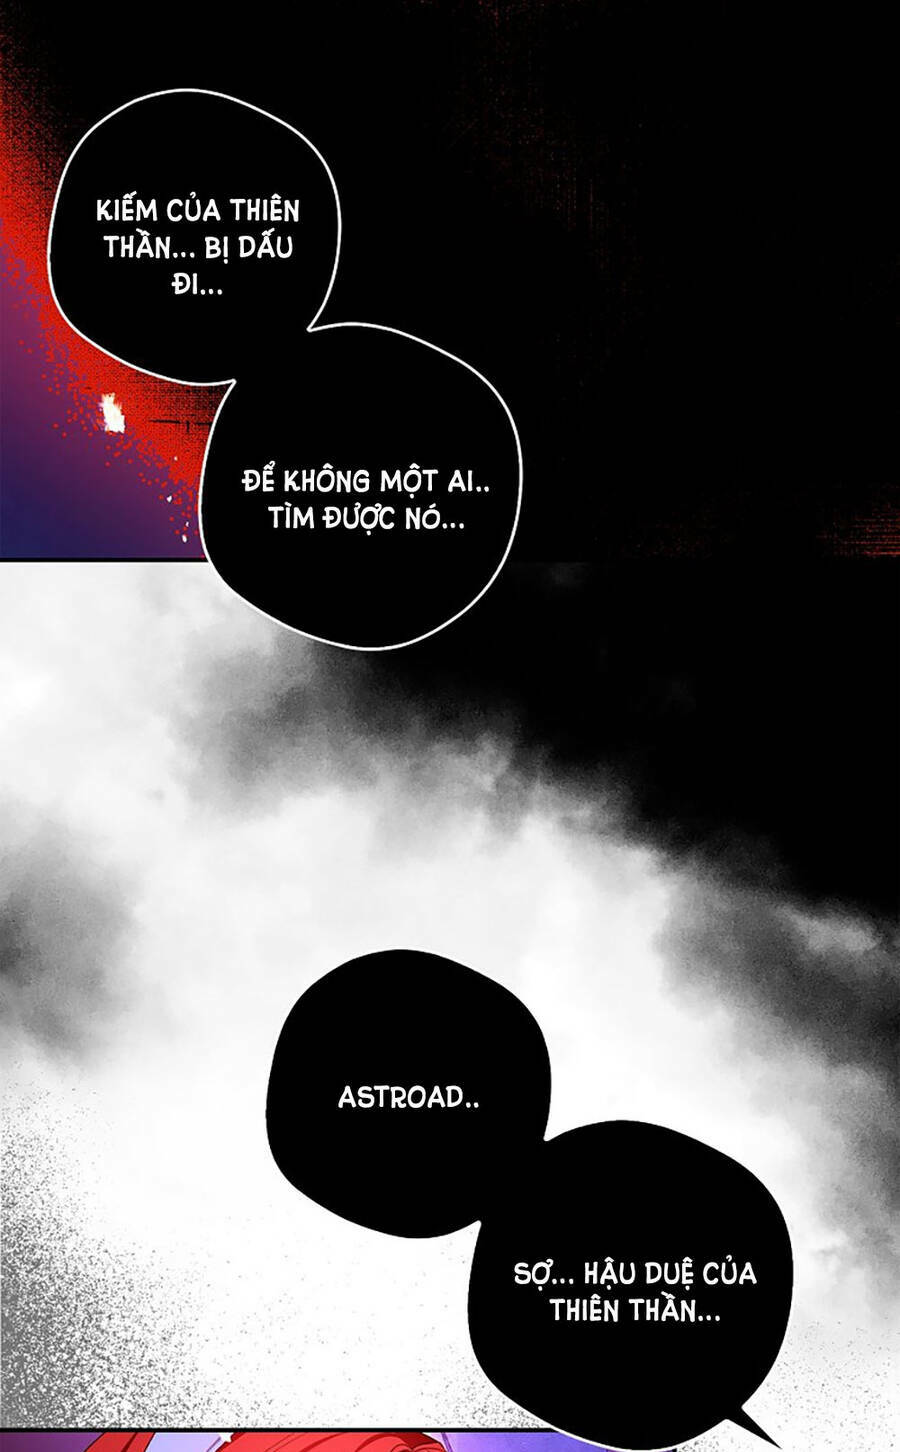 KIẾM CỦA THIÊN
THẦN... BỊ DẤU
ĐI...
ĐỂ KHÔNG MỘT AI..
TÌM ĐƯỢC NÓ...
ASTROAD..
SỢ... HẬU DUỆ CỦA
THIÊN THẦN...